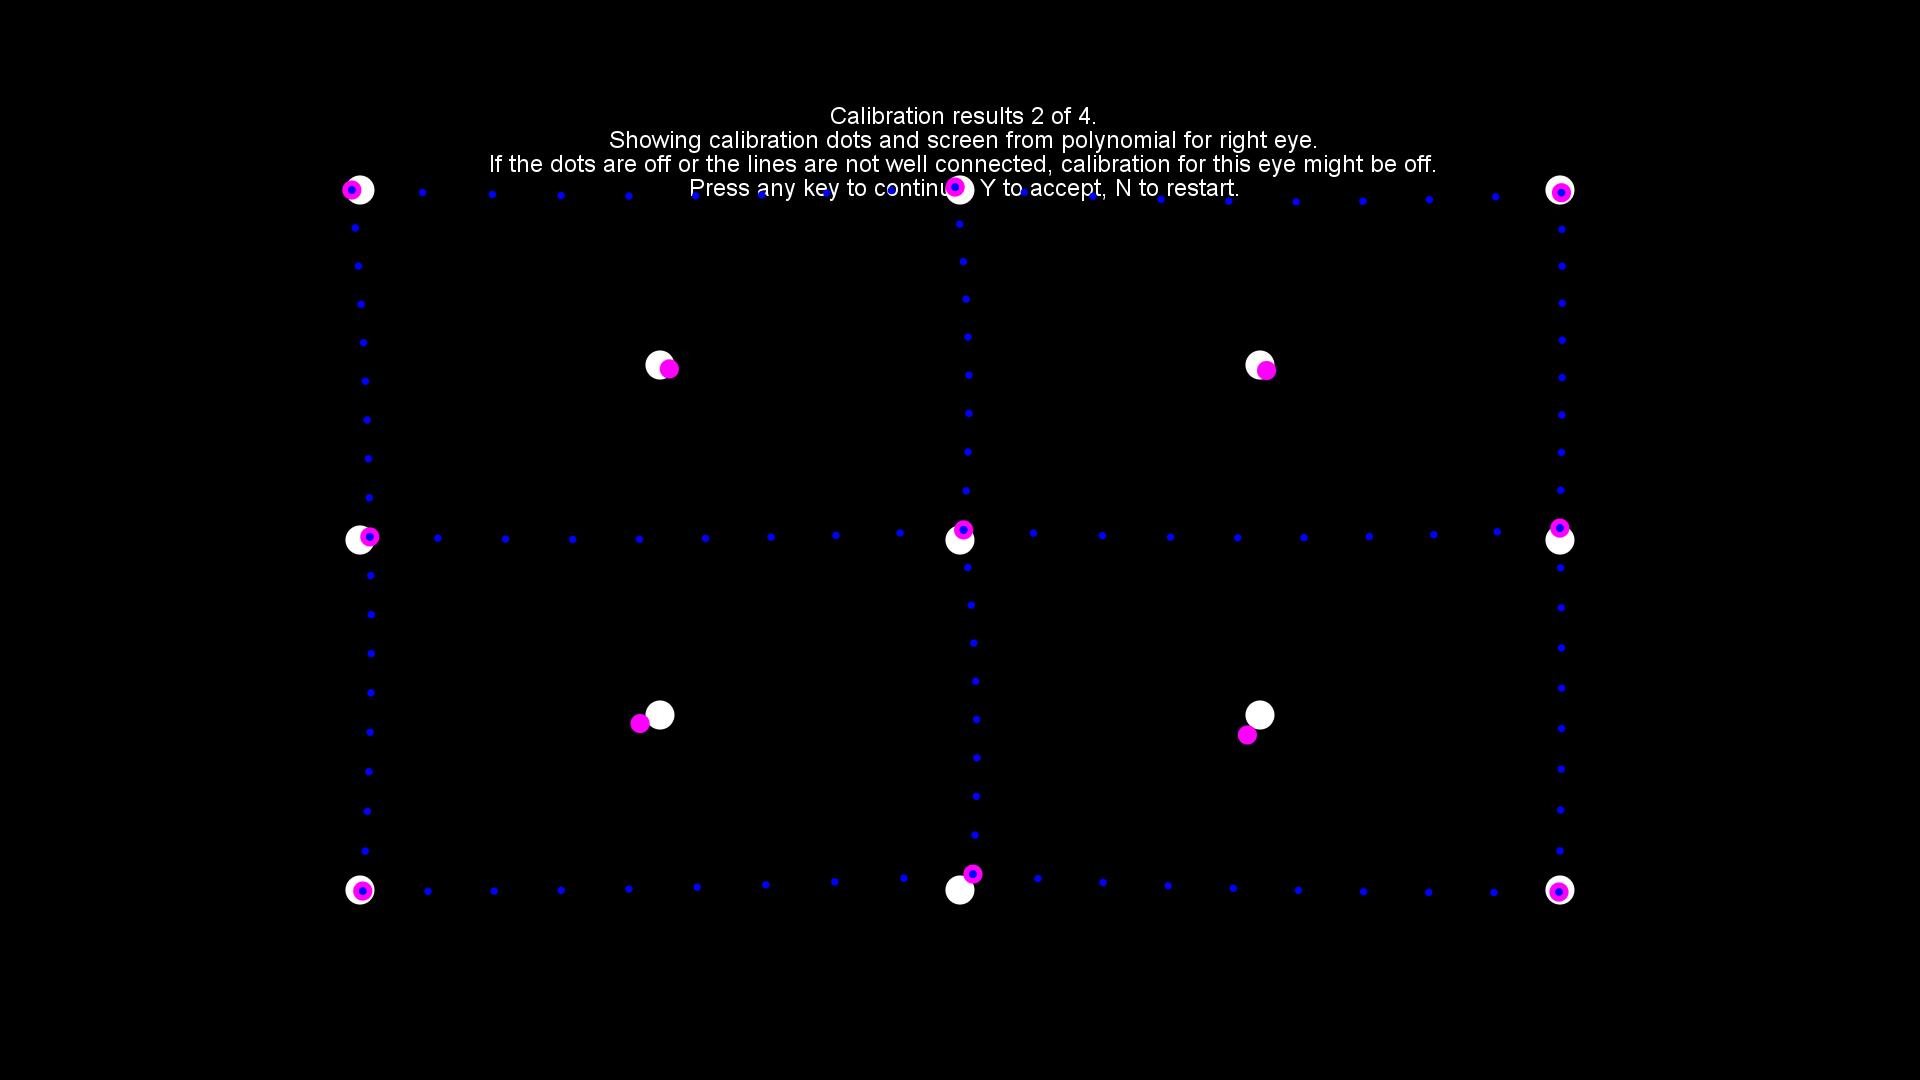 Calibration results 2 of 4.
Showing calibration dots and screen from polynomial for right eye.
If the dots are off or the lines are not well connected, calibration for this eye might be off.
Press any key to continu Y to accept, N to restart.